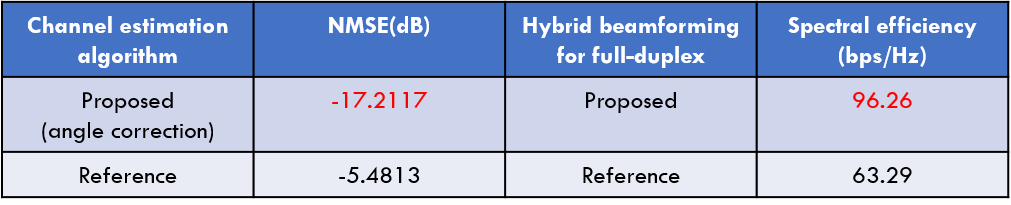 Channel estimation algorithm NMSE(dB) Hybrid beamforming for full-duplex Spectral efficiency (bps/Hz)
Proposed (angle correction) -17.2117 Proposed 96.26
Reference -5.4813 Reference 63.29